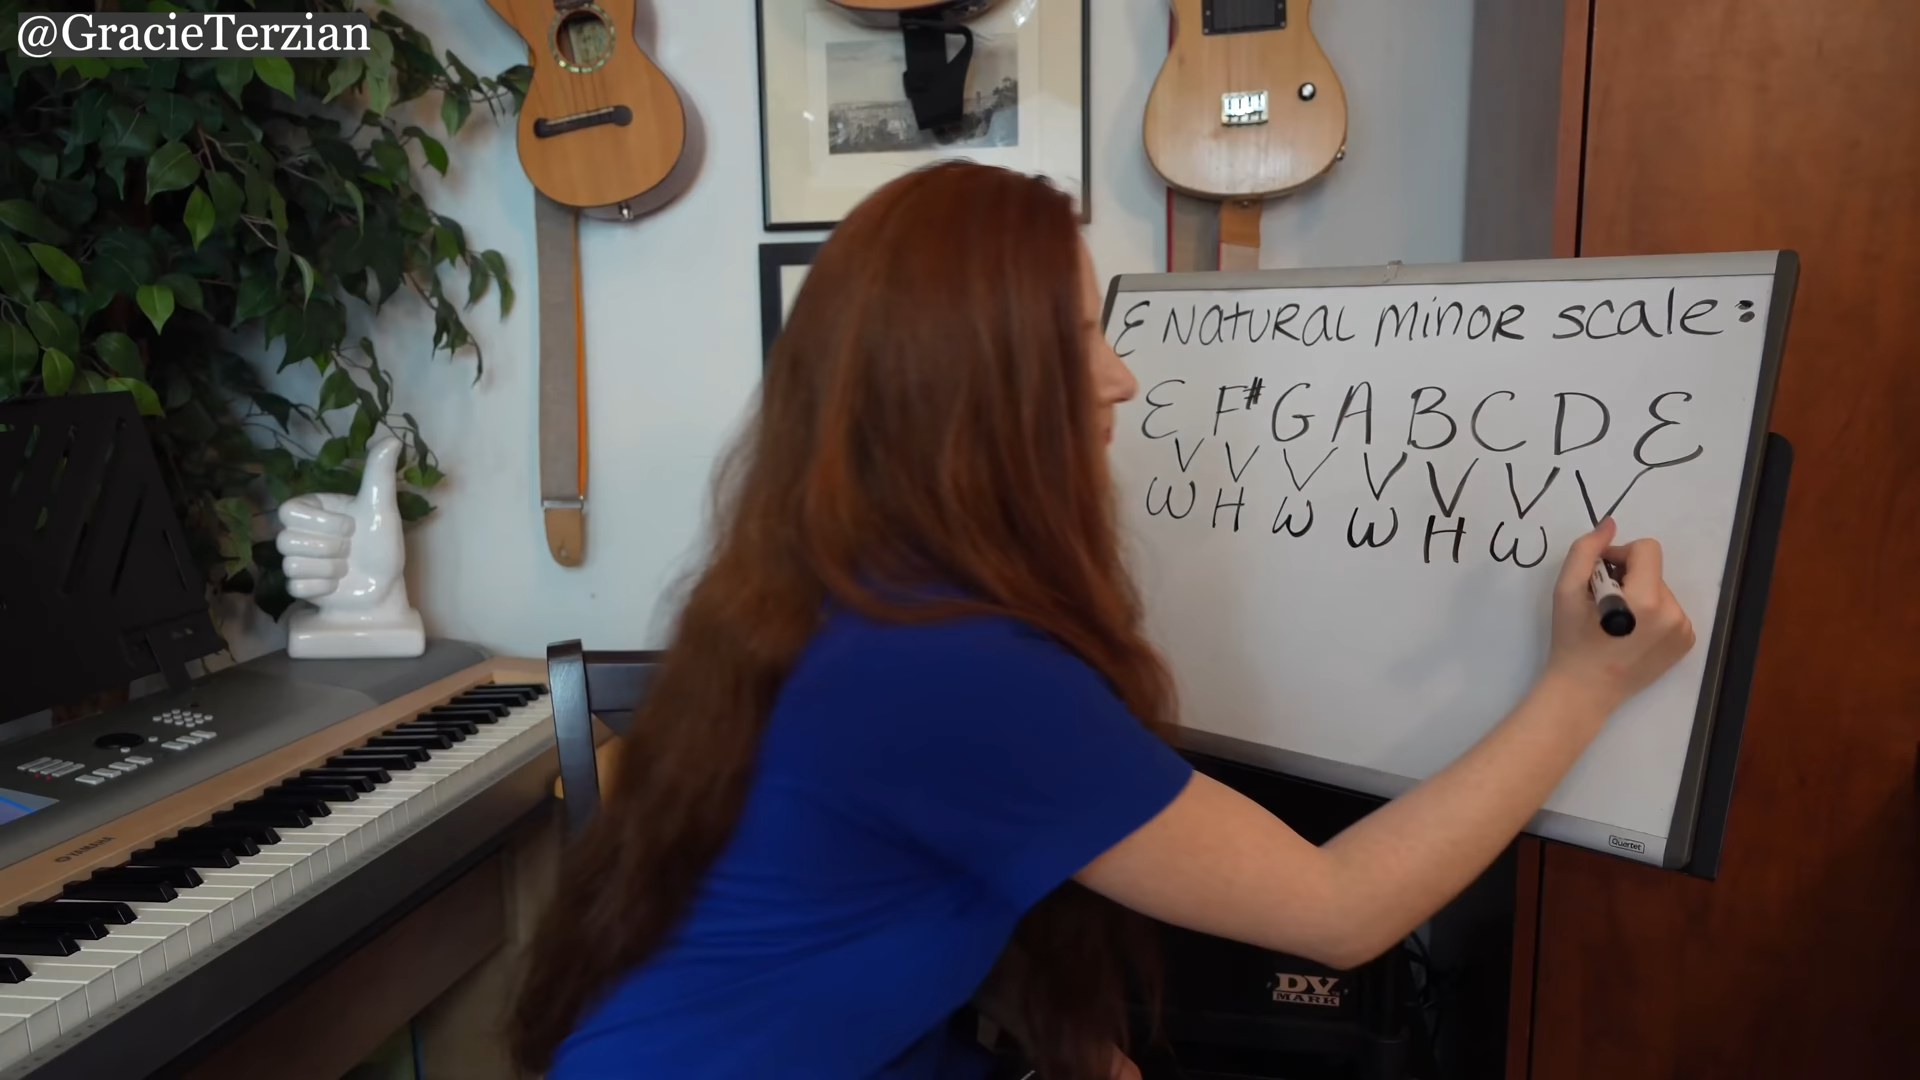 @GracieTerzian
E NATURAL MINOR SCALE:
E F# G A B C D E
W H W W H W
YAMAHA
Quartet
DV
MARK